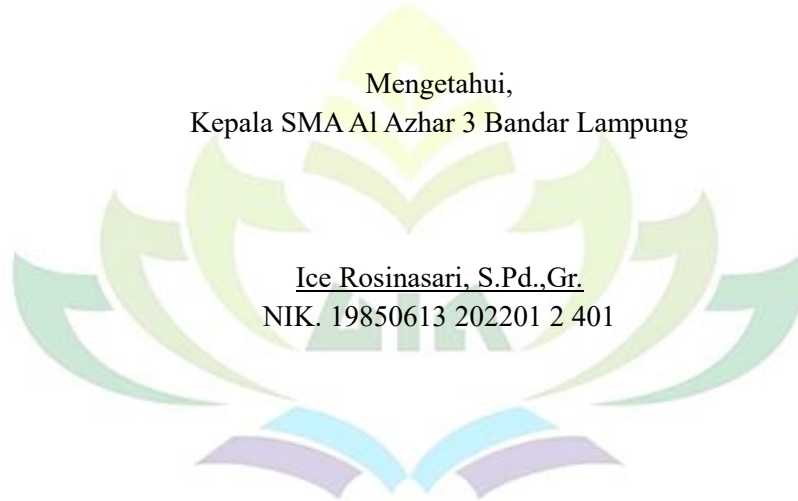 Mengetahui,
Kepala SMA Al Azhar 3 Bandar Lampung
Ice Rosinasari, S.Pd.,Gr.
NIK. 19850613 202201 2 401